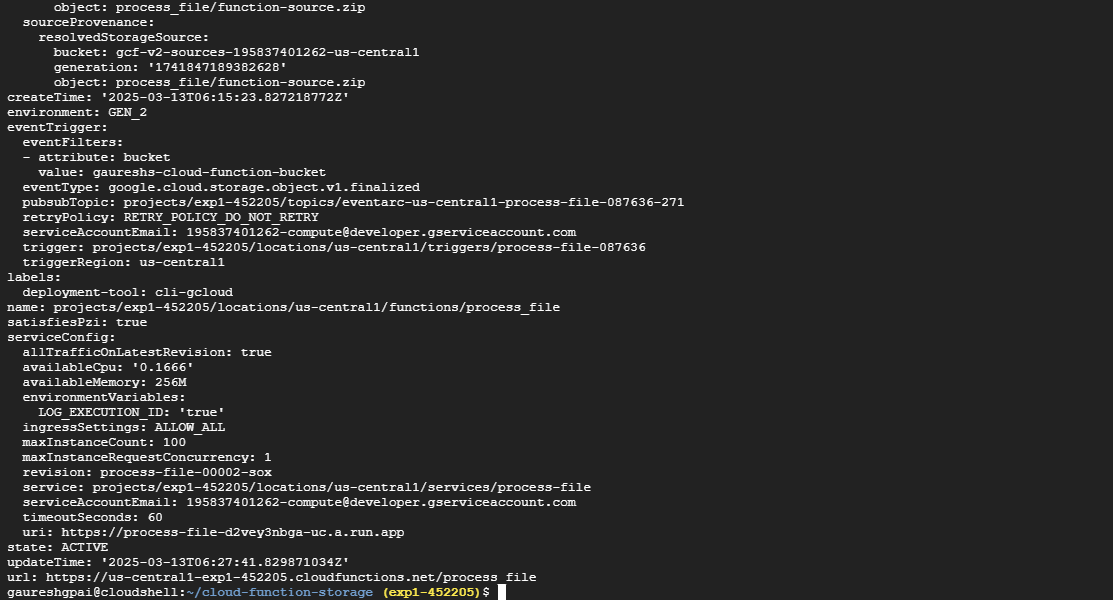 object: process_file/function-source.zip
sourceProvenance:
resolvedStorageSource:
bucket: gcf-v2-sources-195837401262-us-central1
generation: '1741847189382628'
object: process_file/function-source.zip
createTime: '2025-03-13T06:15:23.827218772Z'
environment: GEN_2
eventTrigger:
eventFilters:
- attribute: bucket
value: gaureshs-cloud-function-bucket
eventType: google.cloud.storage.object.v1.finalized
pubsubTopic: projects/exp1-452205/topics/eventarc-us-central1-process-file-087636-271
retryPolicy: RETRY_POLICY_DO_NOT_RETRY
serviceAccountEmail: 195837401262-compute@developer.gserviceaccount.com
trigger: projects/exp1-452205/locations/us-central1/triggers/process-file-087636
triggerRegion: us-central1
labels:
deployment-tool: cli-gcloud
name: projects/exp1-452205/locations/us-central1/functions/process_file
satisfiesPzi: true
serviceConfig:
allTrafficOnLatestRevision: true
availableCpu: '0.1666'
availableMemory: 256M
environmentVariables:
LOG_EXECUTION_ID: 'true'
ingressSettings: ALLOW_ALL
maxInstanceCount: 100
maxInstanceRequestConcurrency: 1
revision: process-file-00002-sox
service: projects/exp1-452205/locations/us-central1/services/process-file
serviceAccountEmail: 195837401262-compute@developer.gserviceaccount.com
timeoutSeconds: 60
uri: https://process-file-d2vey3nbga-uc.a.run.app
state: ACTIVE
updateTime: '2025-03-13T06:27:41.829871034Z'
url: https://us-central1-exp1-452205.cloudfunctions.net/process_file
gaureshgpai@cloudshell:~/cloud-function-storage (exp1-452205)$